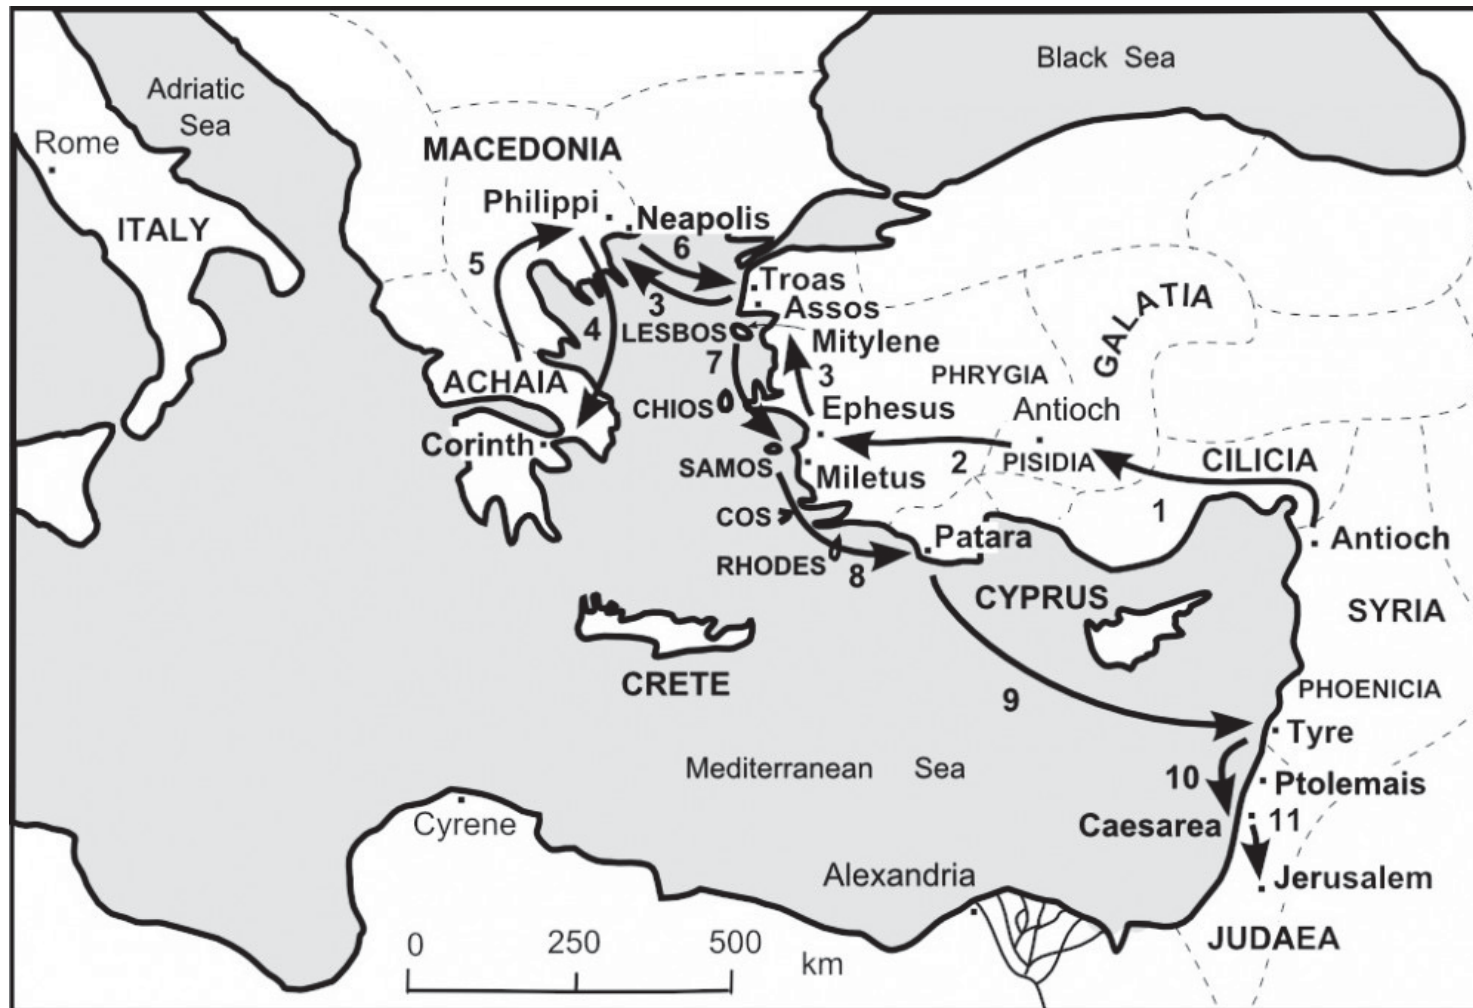 Black Sea
Adriatic
Sea
Rome
MACEDONIA
Philippi
Neapolis
ITALY
5
6
Troas
3
Assos
4
LESBOS
Mitylene
GALATIA
7
3
PHRYGIA
ACHAIA
CHIOS
Ephesus
Antioch
Corinth
2
PISIDIA
CILICIA
SAMOS
Miletus
1
COS
Patara
Antioch
RHODES
8
CYPRUS
SYRIA
CRETE
9
PHOENICIA
Tyre
Mediterranean Sea
10
Ptolemais
Cyrene
Caesarea
11
Alexandria
Jerusalem
JUDAEA
0 250 500
km